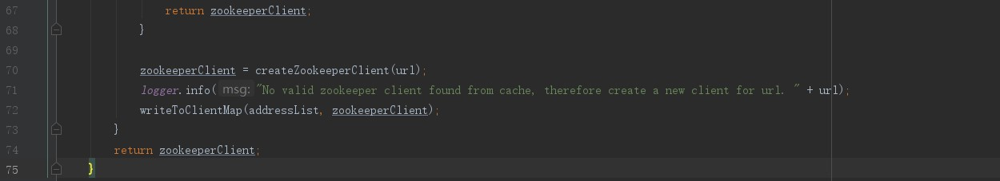 67 return zookeeperClient;
68 }
69
70 zookeeperClient = createZookeeperClient(url);
71 logger.info( msg: "No valid zookeeper client found from cache, therefore create a new client for url. " + url);
72 writeToClientMap(addressList, zookeeperClient);
73 }
74 return zookeeperClient;
75 }